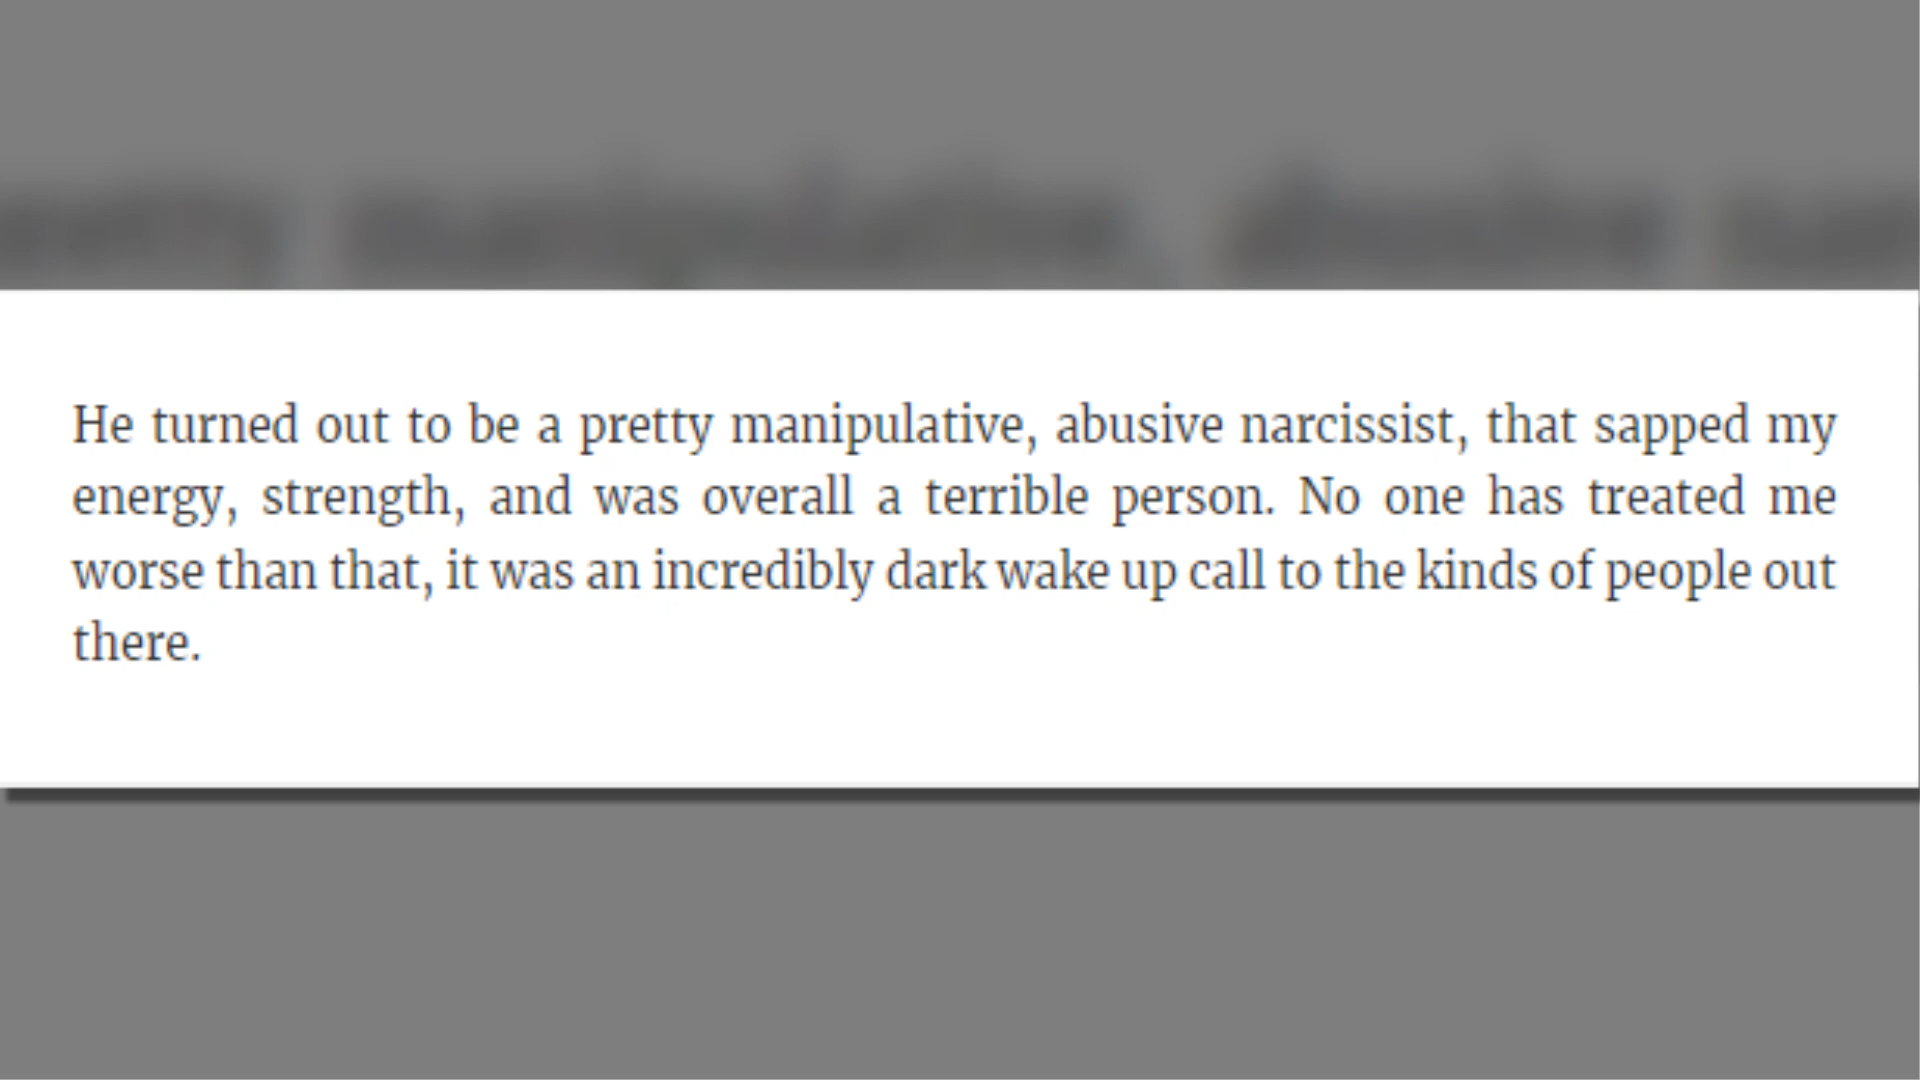 He turned out to be a pretty manipulative, abusive narcissist, that sapped my
energy, strength, and was overall a terrible person. No one has treated me
worse than that, it was an incredibly dark wake up call to the kinds of people out
there.